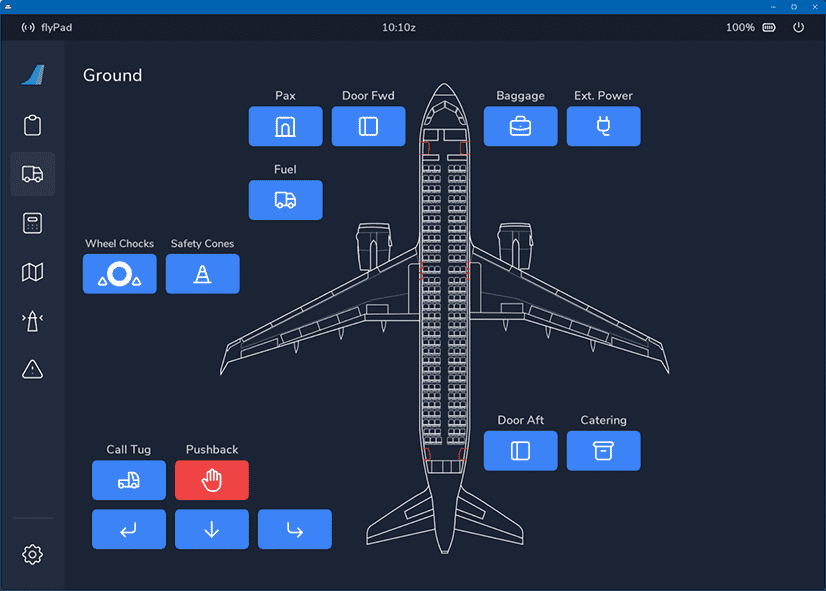 flyPad
10:10z
100%
Ground
Pax
Door Fwd
Baggage
Ext. Power
Fuel
Wheel Chocks
Safety Cones
Door Aft
Catering
Call Tug
Pushback